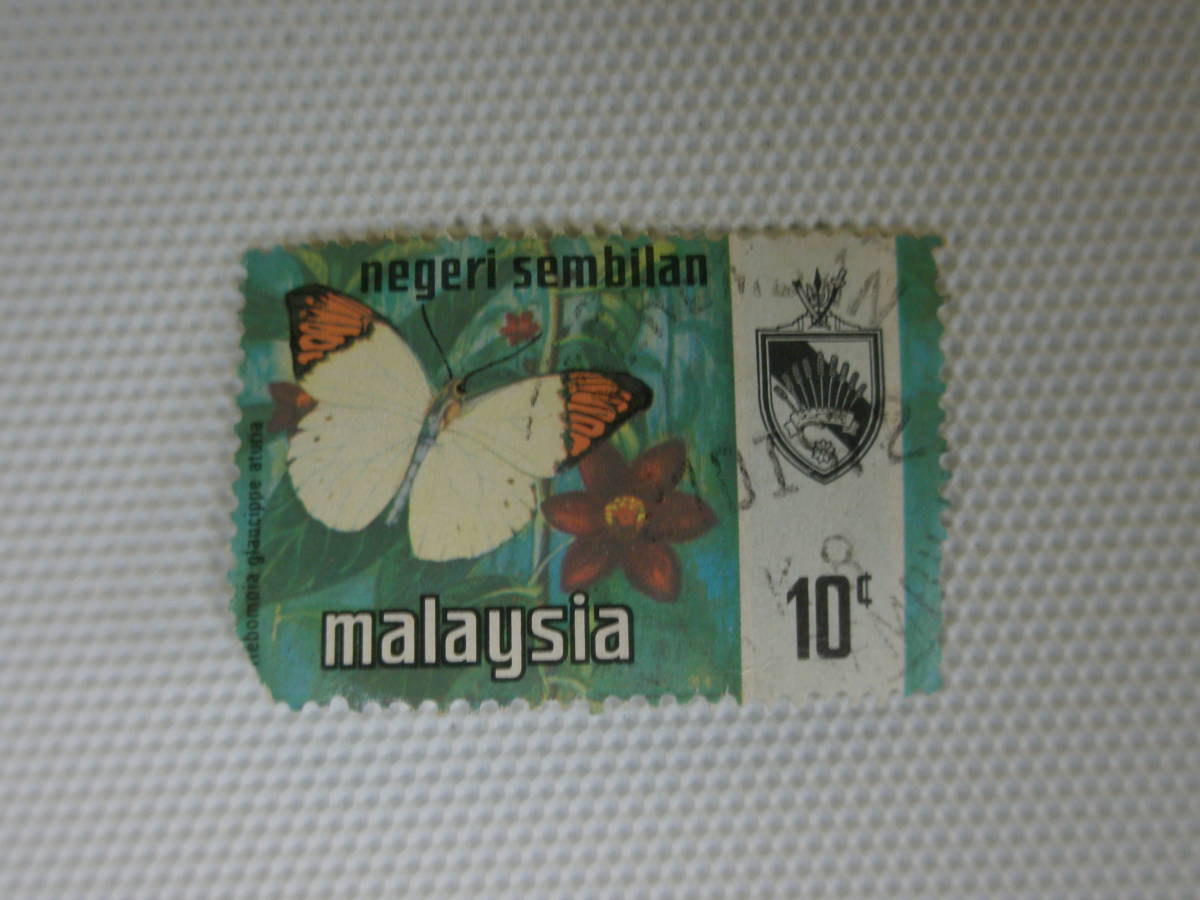 negeri sembilan
hebomoia glaucippe aturia
malaysia
10¢